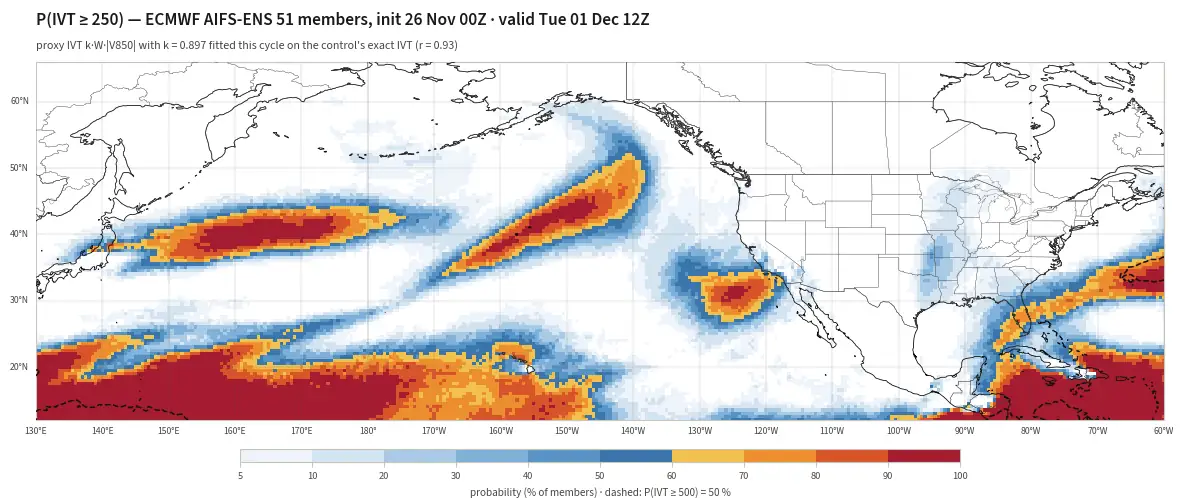 P(IVT ≥ 250) — ECMWF AIFS-ENS 51 members, init 26 Nov 00Z · valid Tue 01 Dec 12Z
proxy IVT k·W·|V850| with k = 0.897 fitted this cycle on the control's exact IVT (r = 0.93)
60°N
50°N
40°N
30°N
20°N
130°E 140°E 150°E 160°E 170°E 180° 170°W 160°W 150°W 140°W 130°W 120°W 110°W 100°W 90°W 80°W 70°W 60°W
5 10 20 30 40 50 60 70 80 90 100
probability (% of members) · dashed: P(IVT ≥ 500) = 50 %